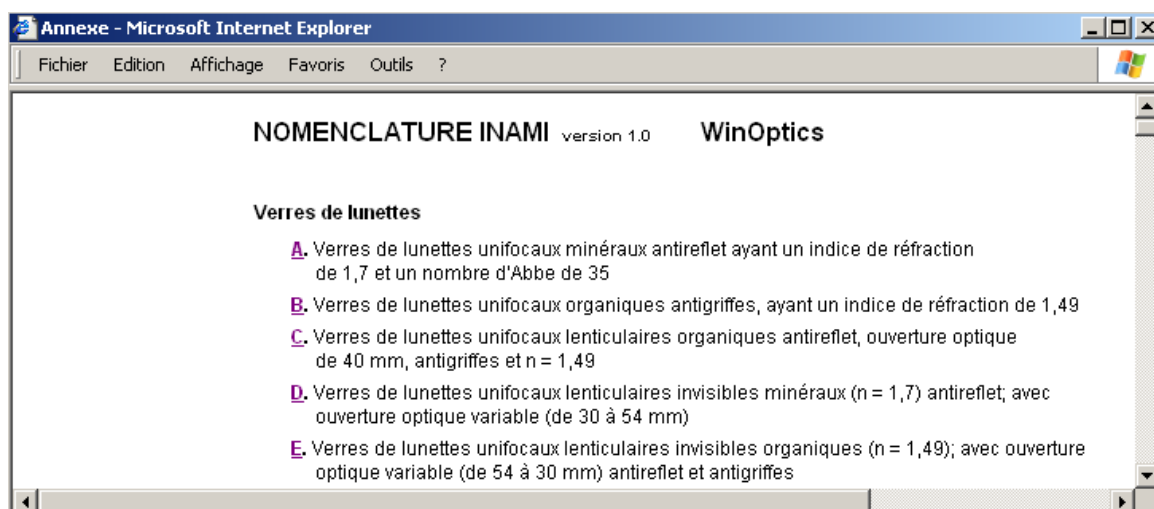 Annexe - Microsoft Internet Explorer
Fichier Edition Affichage Favoris Outils ?
NOMENCLATURE INAMI version 1.0 WinOptics
Verres de lunettes
A. Verres de lunettes unifocaux minéraux antireflet ayant un indice de réfraction
de 1,7 et un nombre d'Abbe de 35
B. Verres de lunettes unifocaux organiques antigriffes, ayant un indice de réfraction de 1,49
C. Verres de lunettes unifocaux lenticulaires organiques antireflet, ouverture optique
de 40 mm, antigriffes et n = 1,49
D. Verres de lunettes unifocaux lenticulaires invisibles minéraux (n = 1,7) antireflet; avec
ouverture optique variable (de 30 à 54 mm)
E. Verres de lunettes unifocaux lenticulaires invisibles organiques (n = 1,49); avec ouverture
optique variable (de 54 à 30 mm) antireflet et antigriffes